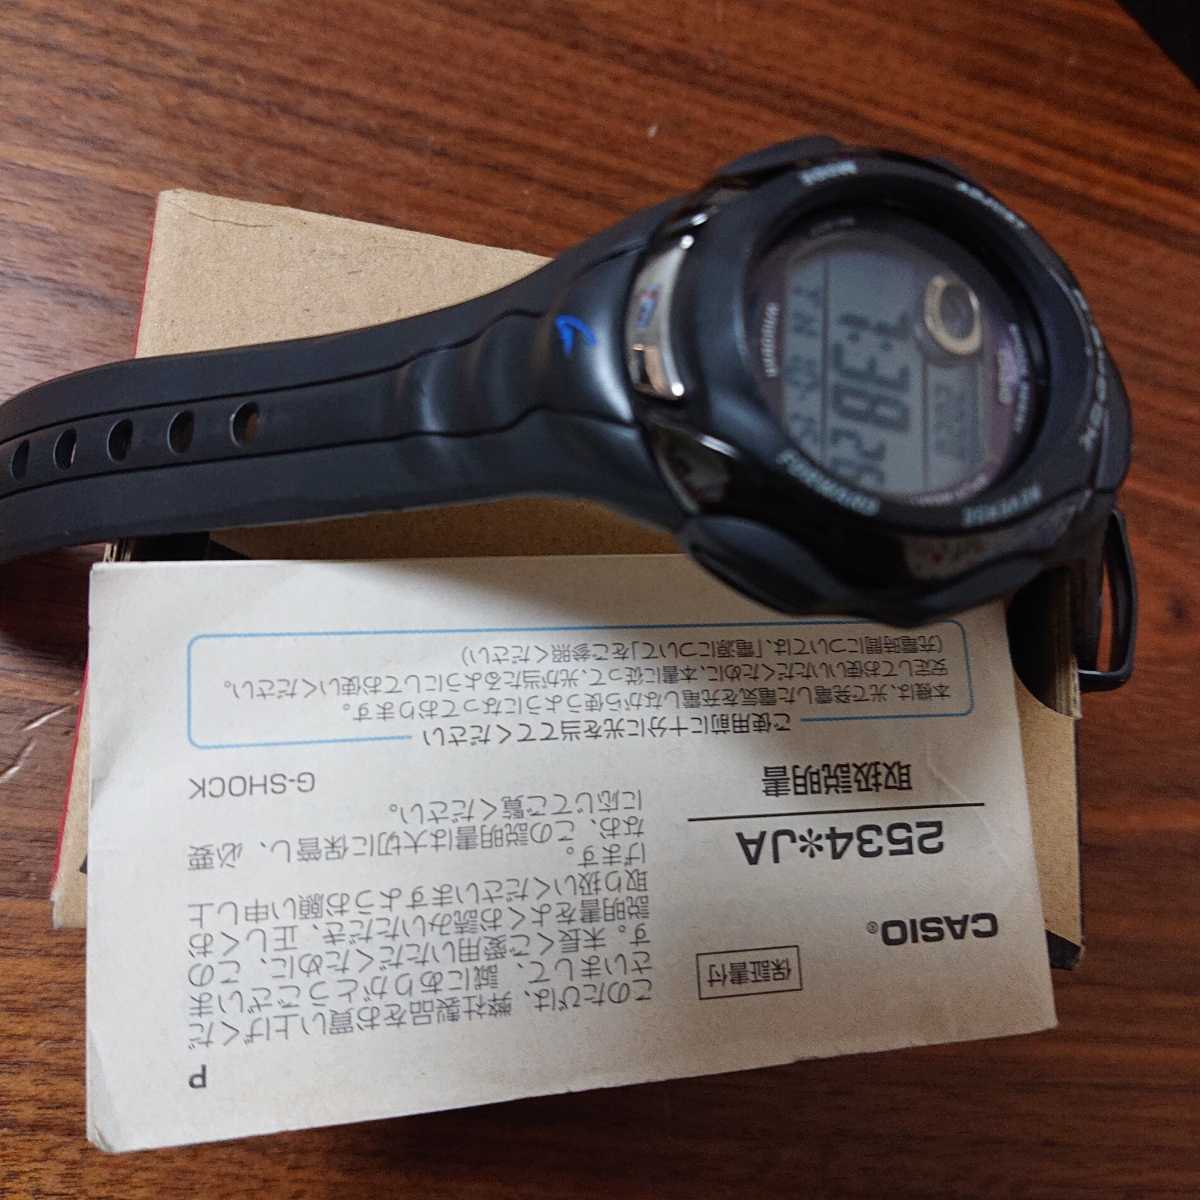 P
このたびは、弊社製品をお買い上げくだ
さいまして、誠にありがとうございま
す。末長くご愛用いただくために、この
説明書をよくお読みいただき、正しくお
取り扱いくださいますようお願い申し上
げます。
なお、この説明書は大切に保管し、必要
に応じてご覧ください。
G-SHOCK
保証書付
CASIO®
2534*JA
取扱説明書
ご使用前に十分に光を当ててください
本機は、光で発電した電気を充電しながら使うようになっております。
安定してお使いいただくために、本書に従って、光が当たるようにしてお使いください。
(充電時間については、「電源について」をご参照ください)
REVERSE